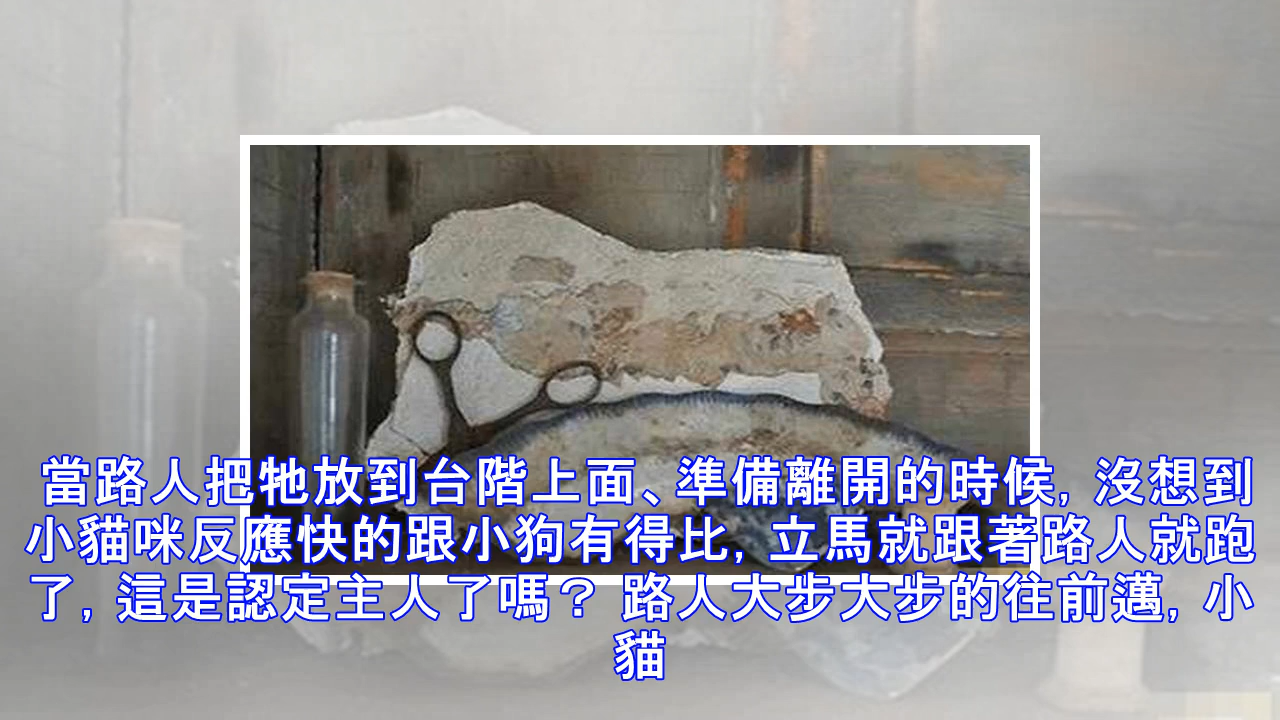 當路人把牠放到台階上面、準備離開的時候, 沒想到
小貓咪反應快的跟小狗有得比, 立馬就跟著路人就跑
了, 這是認定主人了嗎? 路人大步大步的往前邁, 小
貓